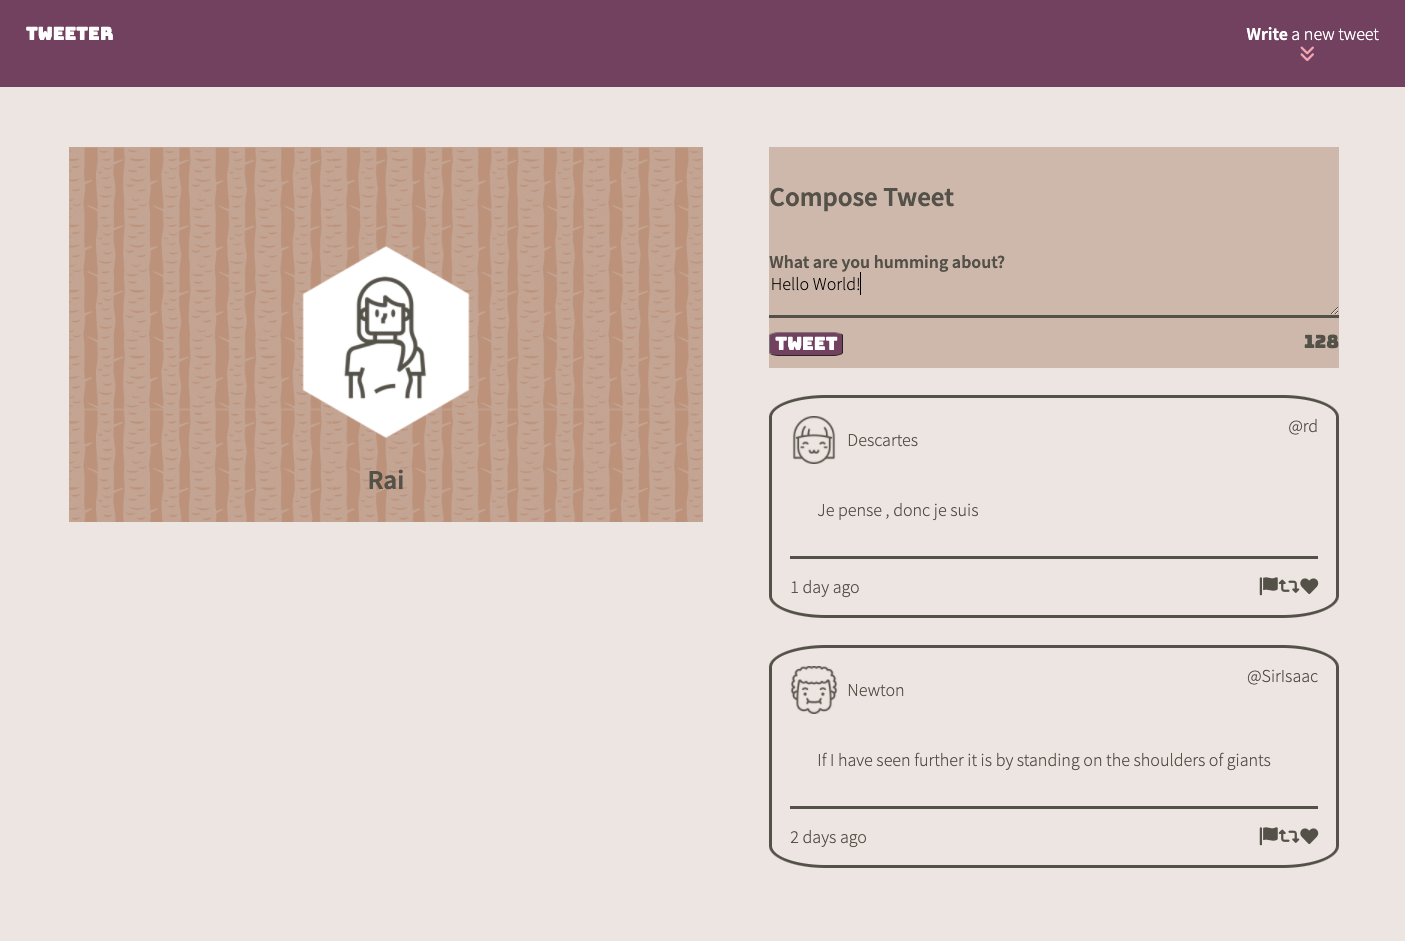 TWEETER
Write a new tweet
Rai
Compose Tweet
What are you humming about?
Hello World!
TWEET
128
Descartes
@rd
Je pense , donc je suis
1 day ago
Newton
@SirIsaac
If I have seen further it is by standing on the shoulders of giants
2 days ago